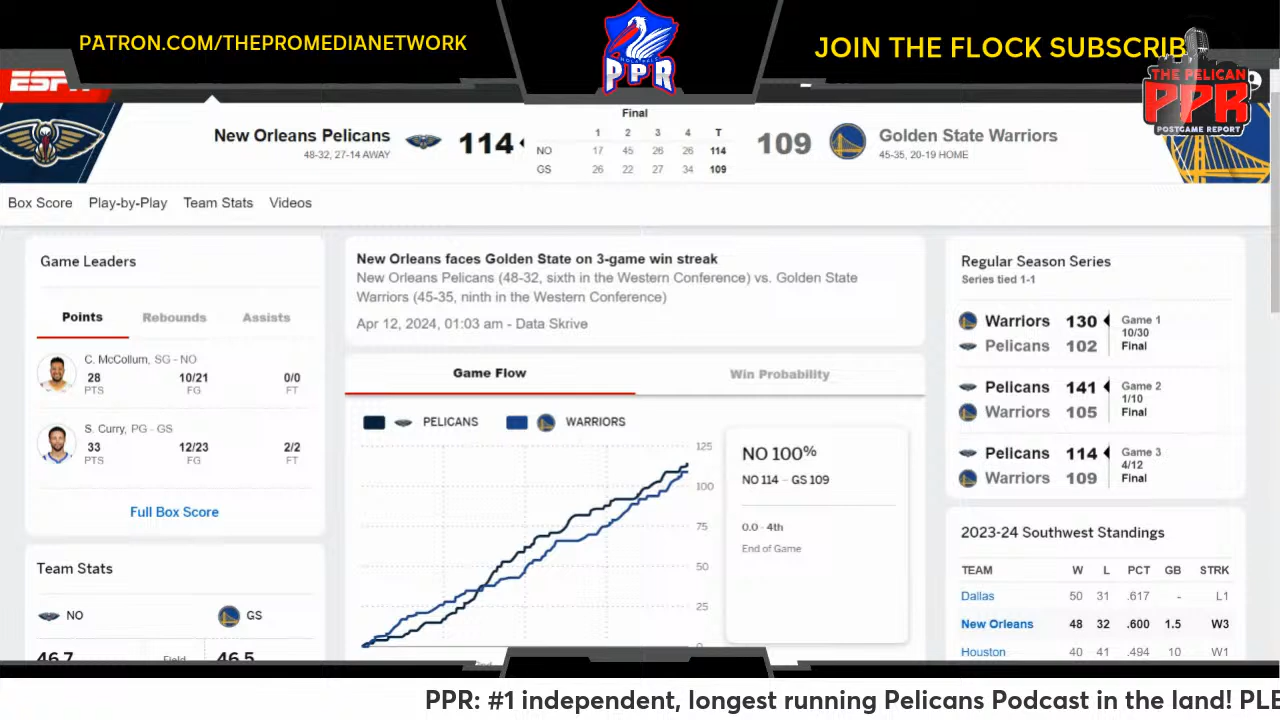 PATRON.COM/THEPROMEDIANETWORK
PPR
JOIN THE FLOCK SUBSCRIB
THE PELICAN
PPR
POSTGAME REPORT
New Orleans Pelicans
48-32, 27-14 AWAY
114
Final
1 2 3 4 T
NO 17 45 26 26 114
GS 26 22 27 34 109
109
Golden State Warriors
45-35, 20-19 HOME
Box Score Play-by-Play Team Stats Videos
Game Leaders
Points Rebounds Assists
C. McCollum, SG - NO
28 10/21 0/0
PTS FG FT
S. Curry, PG - GS
33 12/23 2/2
PTS FG FT
Full Box Score
Team Stats
NO GS
46.7 Field 46.5
New Orleans faces Golden State on 3-game win streak
New Orleans Pelicans (48-32, sixth in the Western Conference) vs. Golden State
Warriors (45-35, ninth in the Western Conference)
Apr 12, 2024, 01:03 am - Data Skrive
Game Flow Win Probability
PELICANS WARRIORS
125
100
75
50
25
NO 100%
NO 114 - GS 109
0.0 - 4th
End of Game
Regular Season Series
Series tied 1-1
Warriors 130 Game 1
10/30
Pelicans 102 Final
Pelicans 141 Game 2
1/10
Warriors 105 Final
Pelicans 114 Game 3
4/12
Warriors 109 Final
2023-24 Southwest Standings
TEAM W L PCT GB STRK
Dallas 50 31 .617 - L1
New Orleans 48 32 .600 1.5 W3
Houston 40 41 .494 10 W1
PPR: #1 independent, longest running Pelicans Podcast in the land! PLE